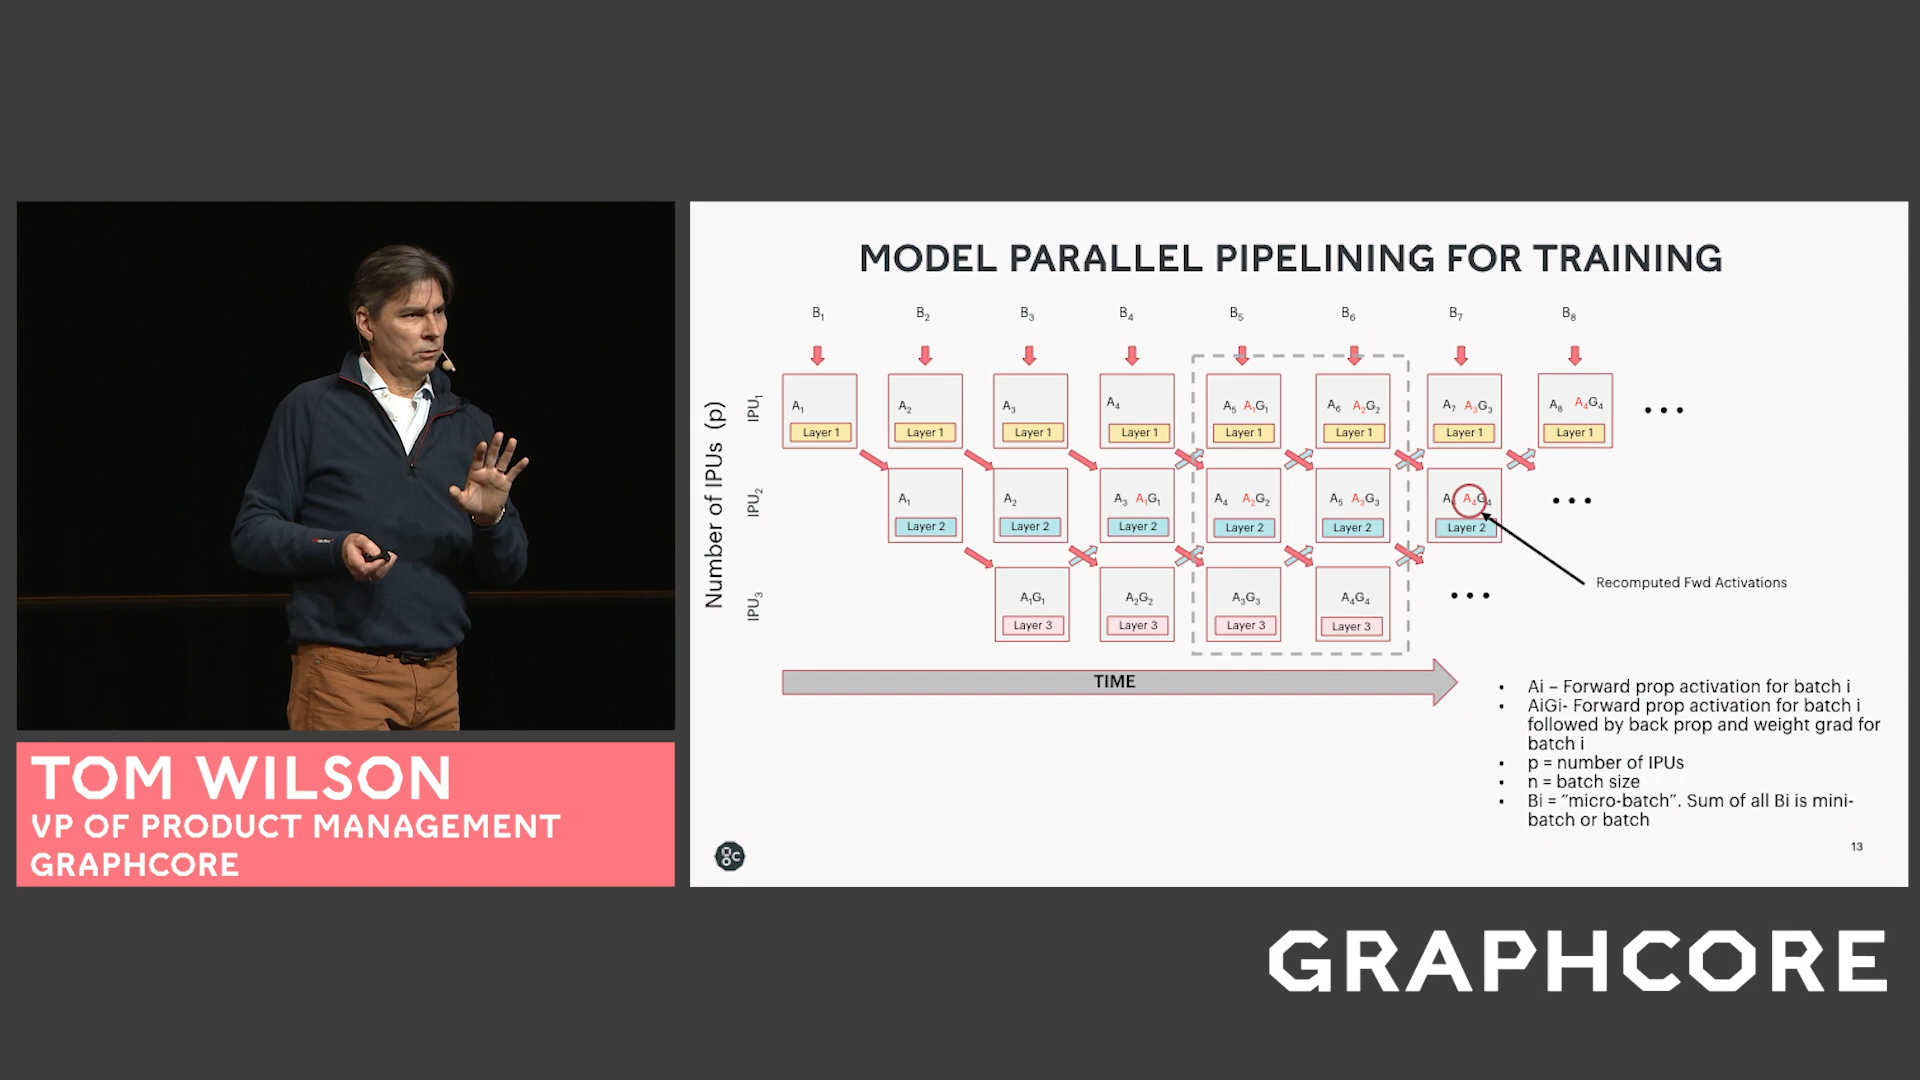 MODEL PARALLEL PIPELINING FOR TRAINING
B1 B2 B3 B4 B5 B6 B7 B8
Number of IPUs (p)
IPU1
A1 A2 A3 A4 A5 A1G1 A6 A2G2 A7 A3G3 A8 A4G4
Layer 1 Layer 1 Layer 1 Layer 1 Layer 1 Layer 1 Layer 1 Layer 1
IPU2
A1 A2 A3 A1G1 A4 A2G2 A5 A3G3 A A4G4
Layer 2 Layer 2 Layer 2 Layer 2 Layer 2 Layer 2
Recomputed Fwd Activations
IPU3
A1G1 A2G2 A3G3 A4G4
Layer 3 Layer 3 Layer 3 Layer 3
TIME
• Ai – Forward prop activation for batch i
• AiGi- Forward prop activation for batch i
followed by back prop and weight grad for
batch i
• p = number of IPUs
• n = batch size
• Bi = “micro-batch”. Sum of all Bi is mini-
batch or batch
13
TOM WILSON
VP OF PRODUCT MANAGEMENT
GRAPHCORE
GRAPHCORE